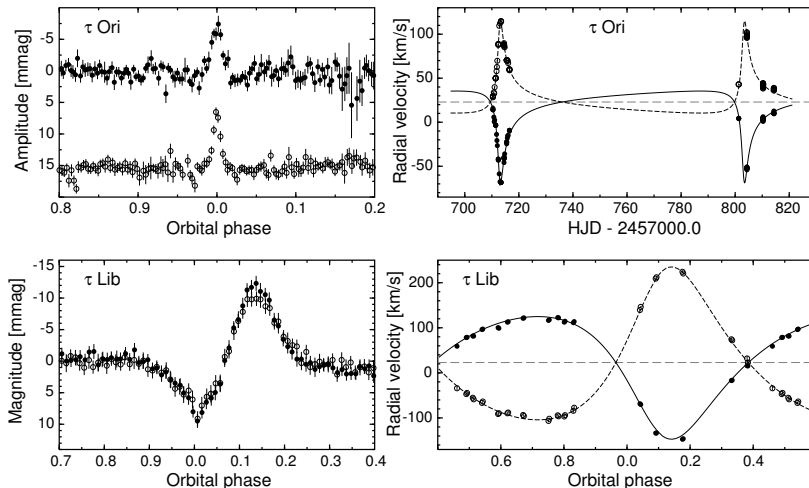 τ Ori
Amplitude [mmag]
-5
0
5
10
15
0.8 0.9 0.0 0.1 0.2
Orbital phase
τ Ori
Radial velocity [km/s]
100
50
0
-50
700 720 740 760 780 800 820
HJD - 2457000.0
τ Lib
Magnitude [mmag]
-15
-10
-5
0
5
10
0.7 0.8 0.9 0.0 0.1 0.2 0.3 0.4
Orbital phase
τ Lib
Radial velocity [km/s]
200
100
0
-100
0.6 0.8 0.0 0.2 0.4
Orbital phase